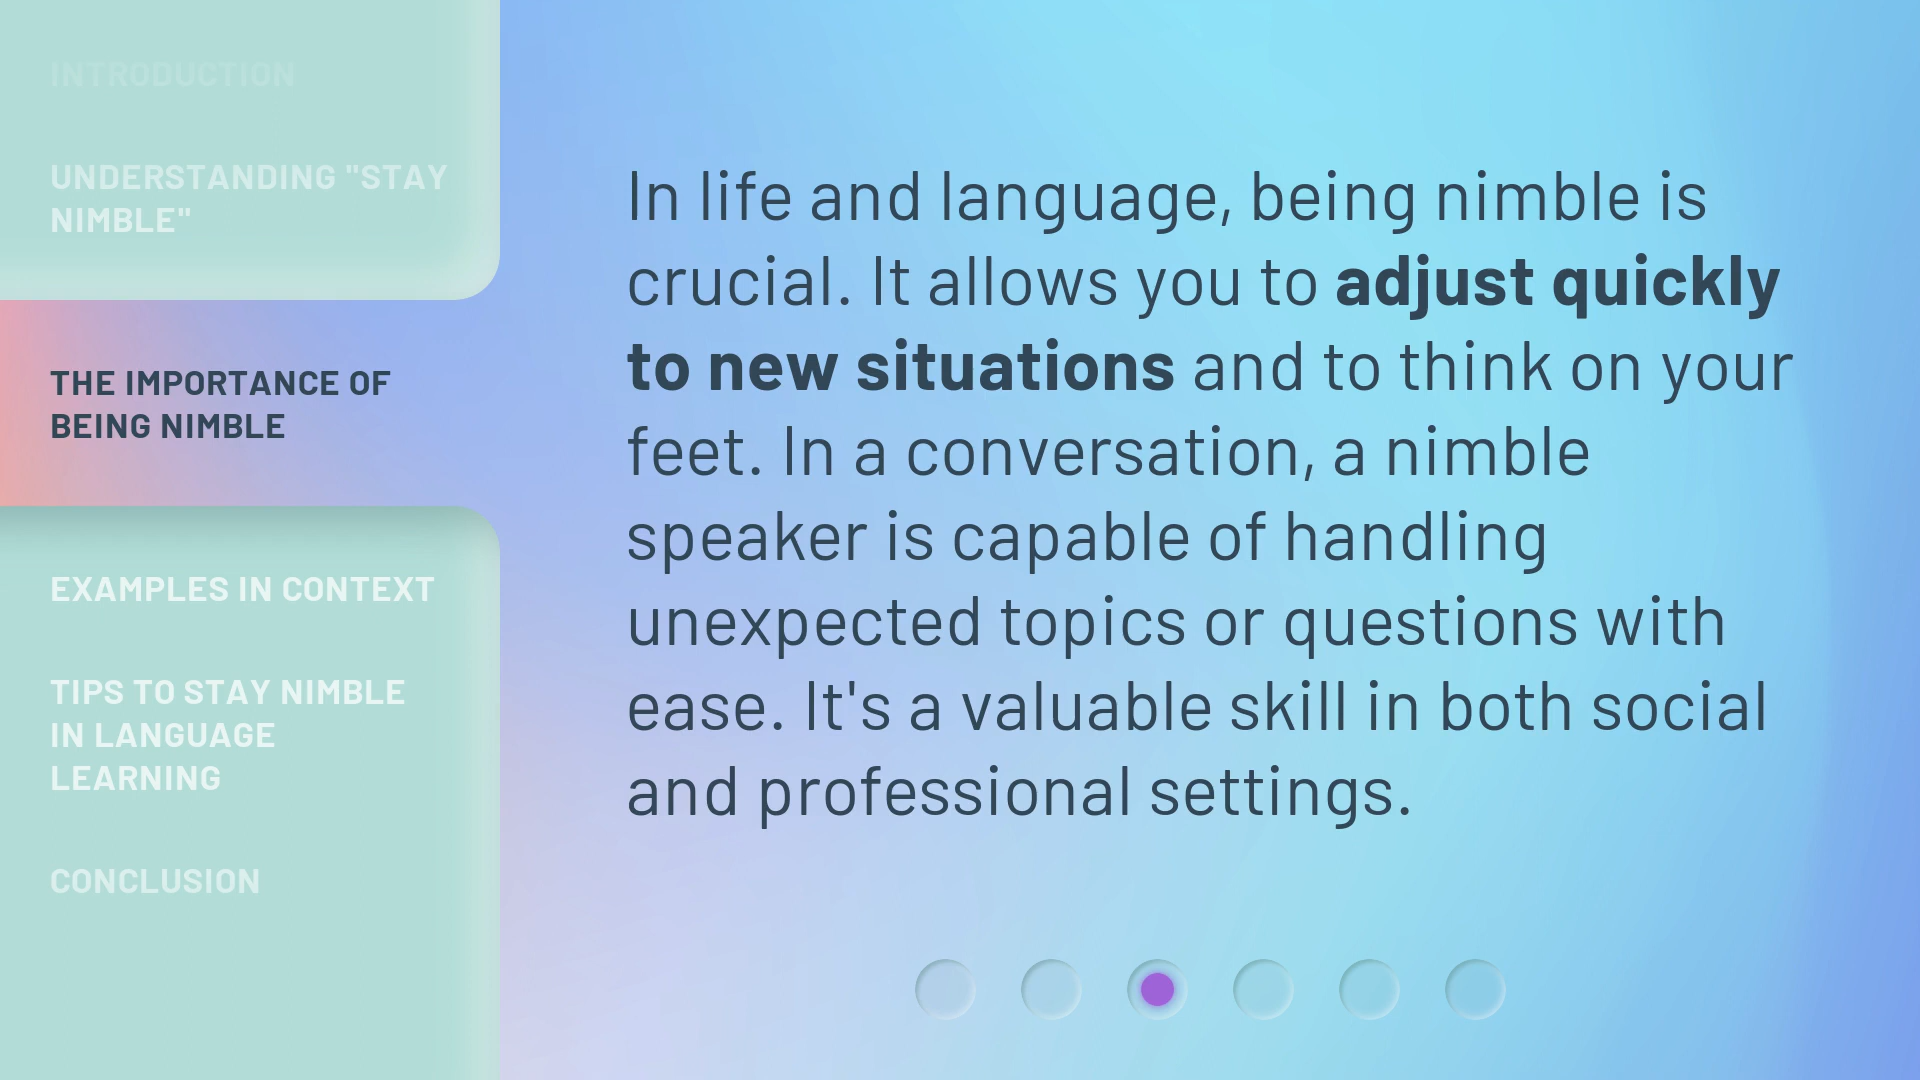 INTRODUCTION
UNDERSTANDING "STAY
NIMBLE"
THE IMPORTANCE OF
BEING NIMBLE
EXAMPLES IN CONTEXT
TIPS TO STAY NIMBLE
IN LANGUAGE
LEARNING
CONCLUSION
In life and language, being nimble is
crucial. It allows you to adjust quickly
to new situations and to think on your
feet. In a conversation, a nimble
speaker is capable of handling
unexpected topics or questions with
ease. It's a valuable skill in both social
and professional settings.